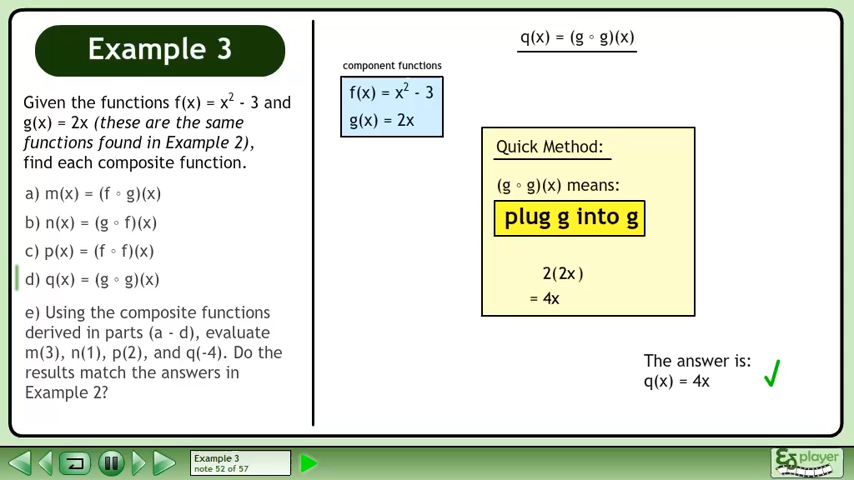 Example 3
Given the functions f(x) = x² - 3 and
g(x) = 2x (these are the same
functions found in Example 2),
find each composite function.
a) m(x) = (f ∘ g)(x)
b) n(x) = (g ∘ f)(x)
c) p(x) = (f ∘ f)(x)
d) q(x) = (g ∘ g)(x)
e) Using the composite functions
derived in parts (a - d), evaluate
m(3), n(1), p(2), and q(-4). Do the
results match the answers in
Example 2?
q(x) = (g ∘ g)(x)
component functions
f(x) = x² - 3
g(x) = 2x
Quick Method:
(g ∘ g)(x) means:
plug g into g
2(2x)
= 4x
The answer is:
q(x) = 4x
Example 3
note 52 of 57
EZ player